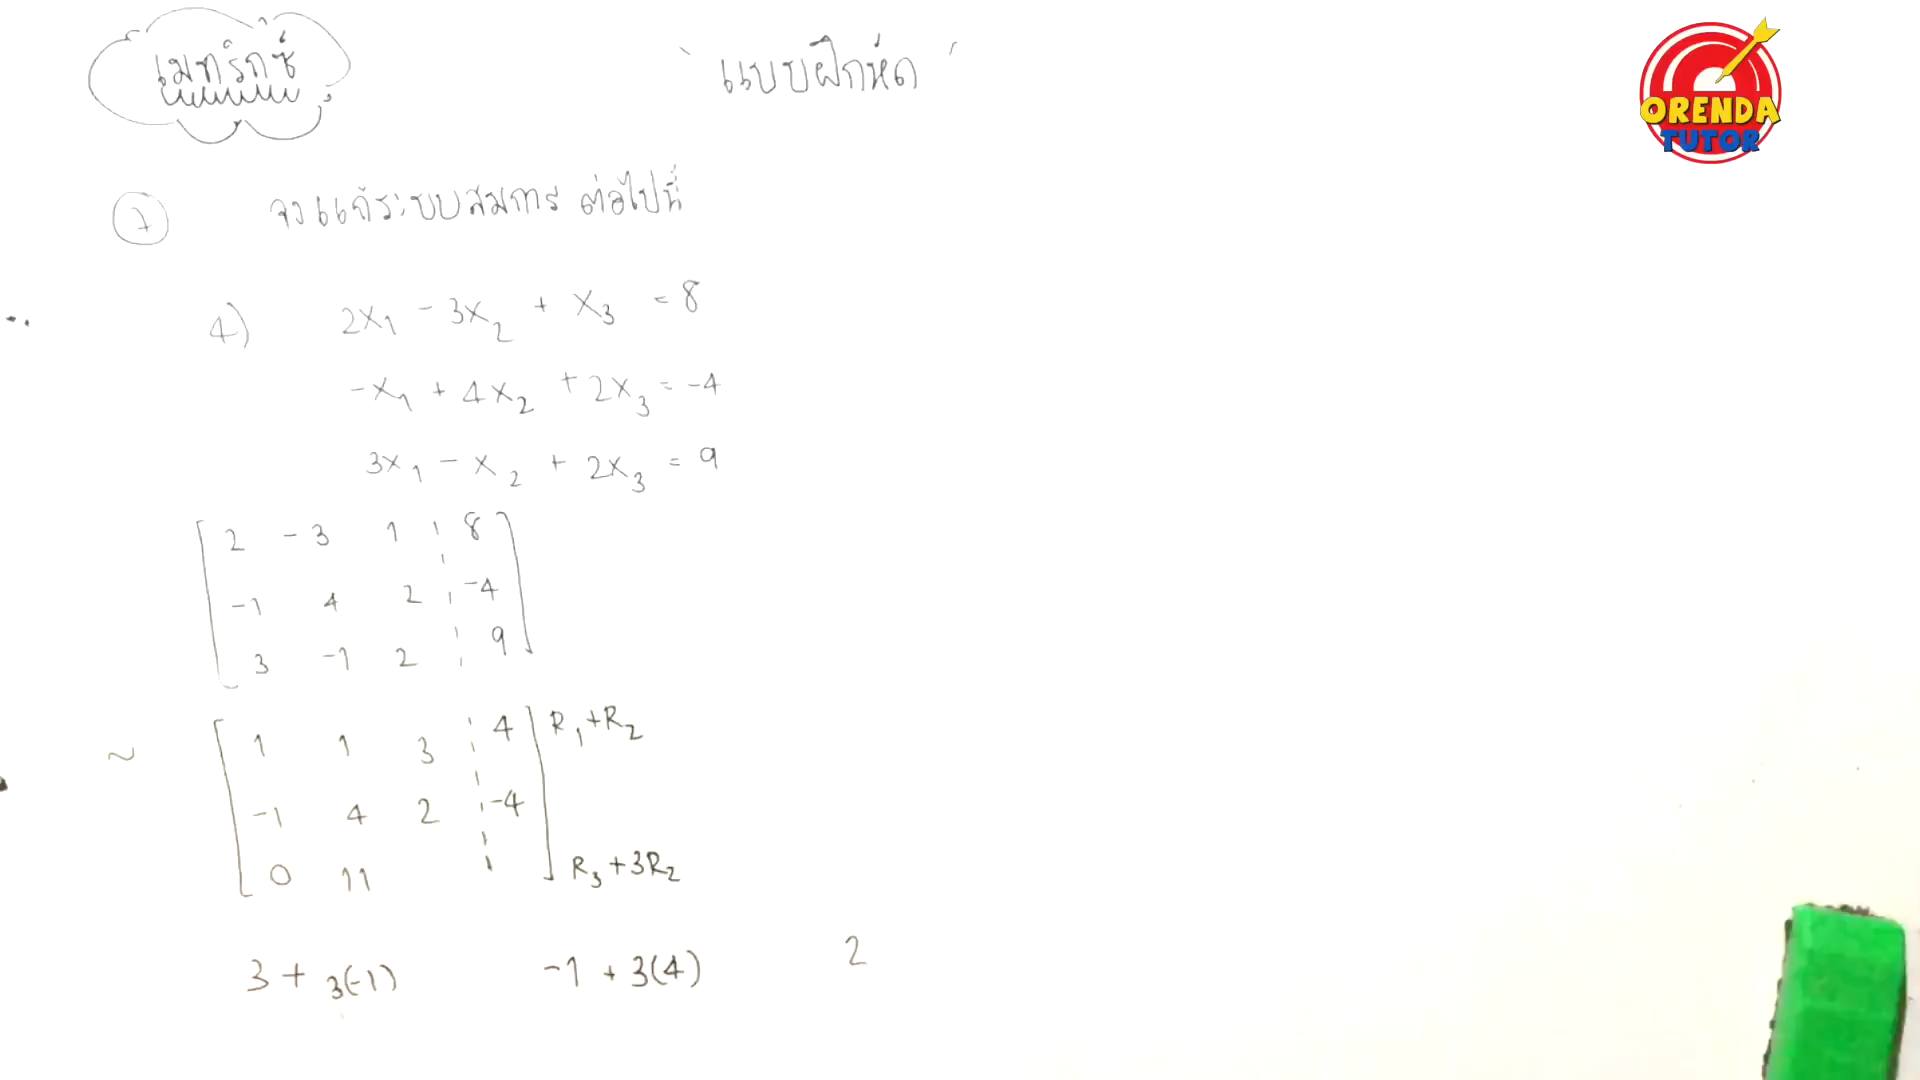 เมทริกซ์
`แบบฝึกหัด´
ORENDA
TUTOR
1 จงแก้ระบบสมการ ต่อไปนี้
4) 2x₁ - 3x₂ + x₃ = 8
-x₁ + 4x₂ + 2x₃ = -4
3x₁ - x₂ + 2x₃ = 9
2 -3 1 8
-1 4 2 -4
3 -1 2 9
~ 1 1 3 4 R₁+R₂
-1 4 2 -4
0 11 R₃+3R₂
3 + 3(-1) -1 + 3(4) 2